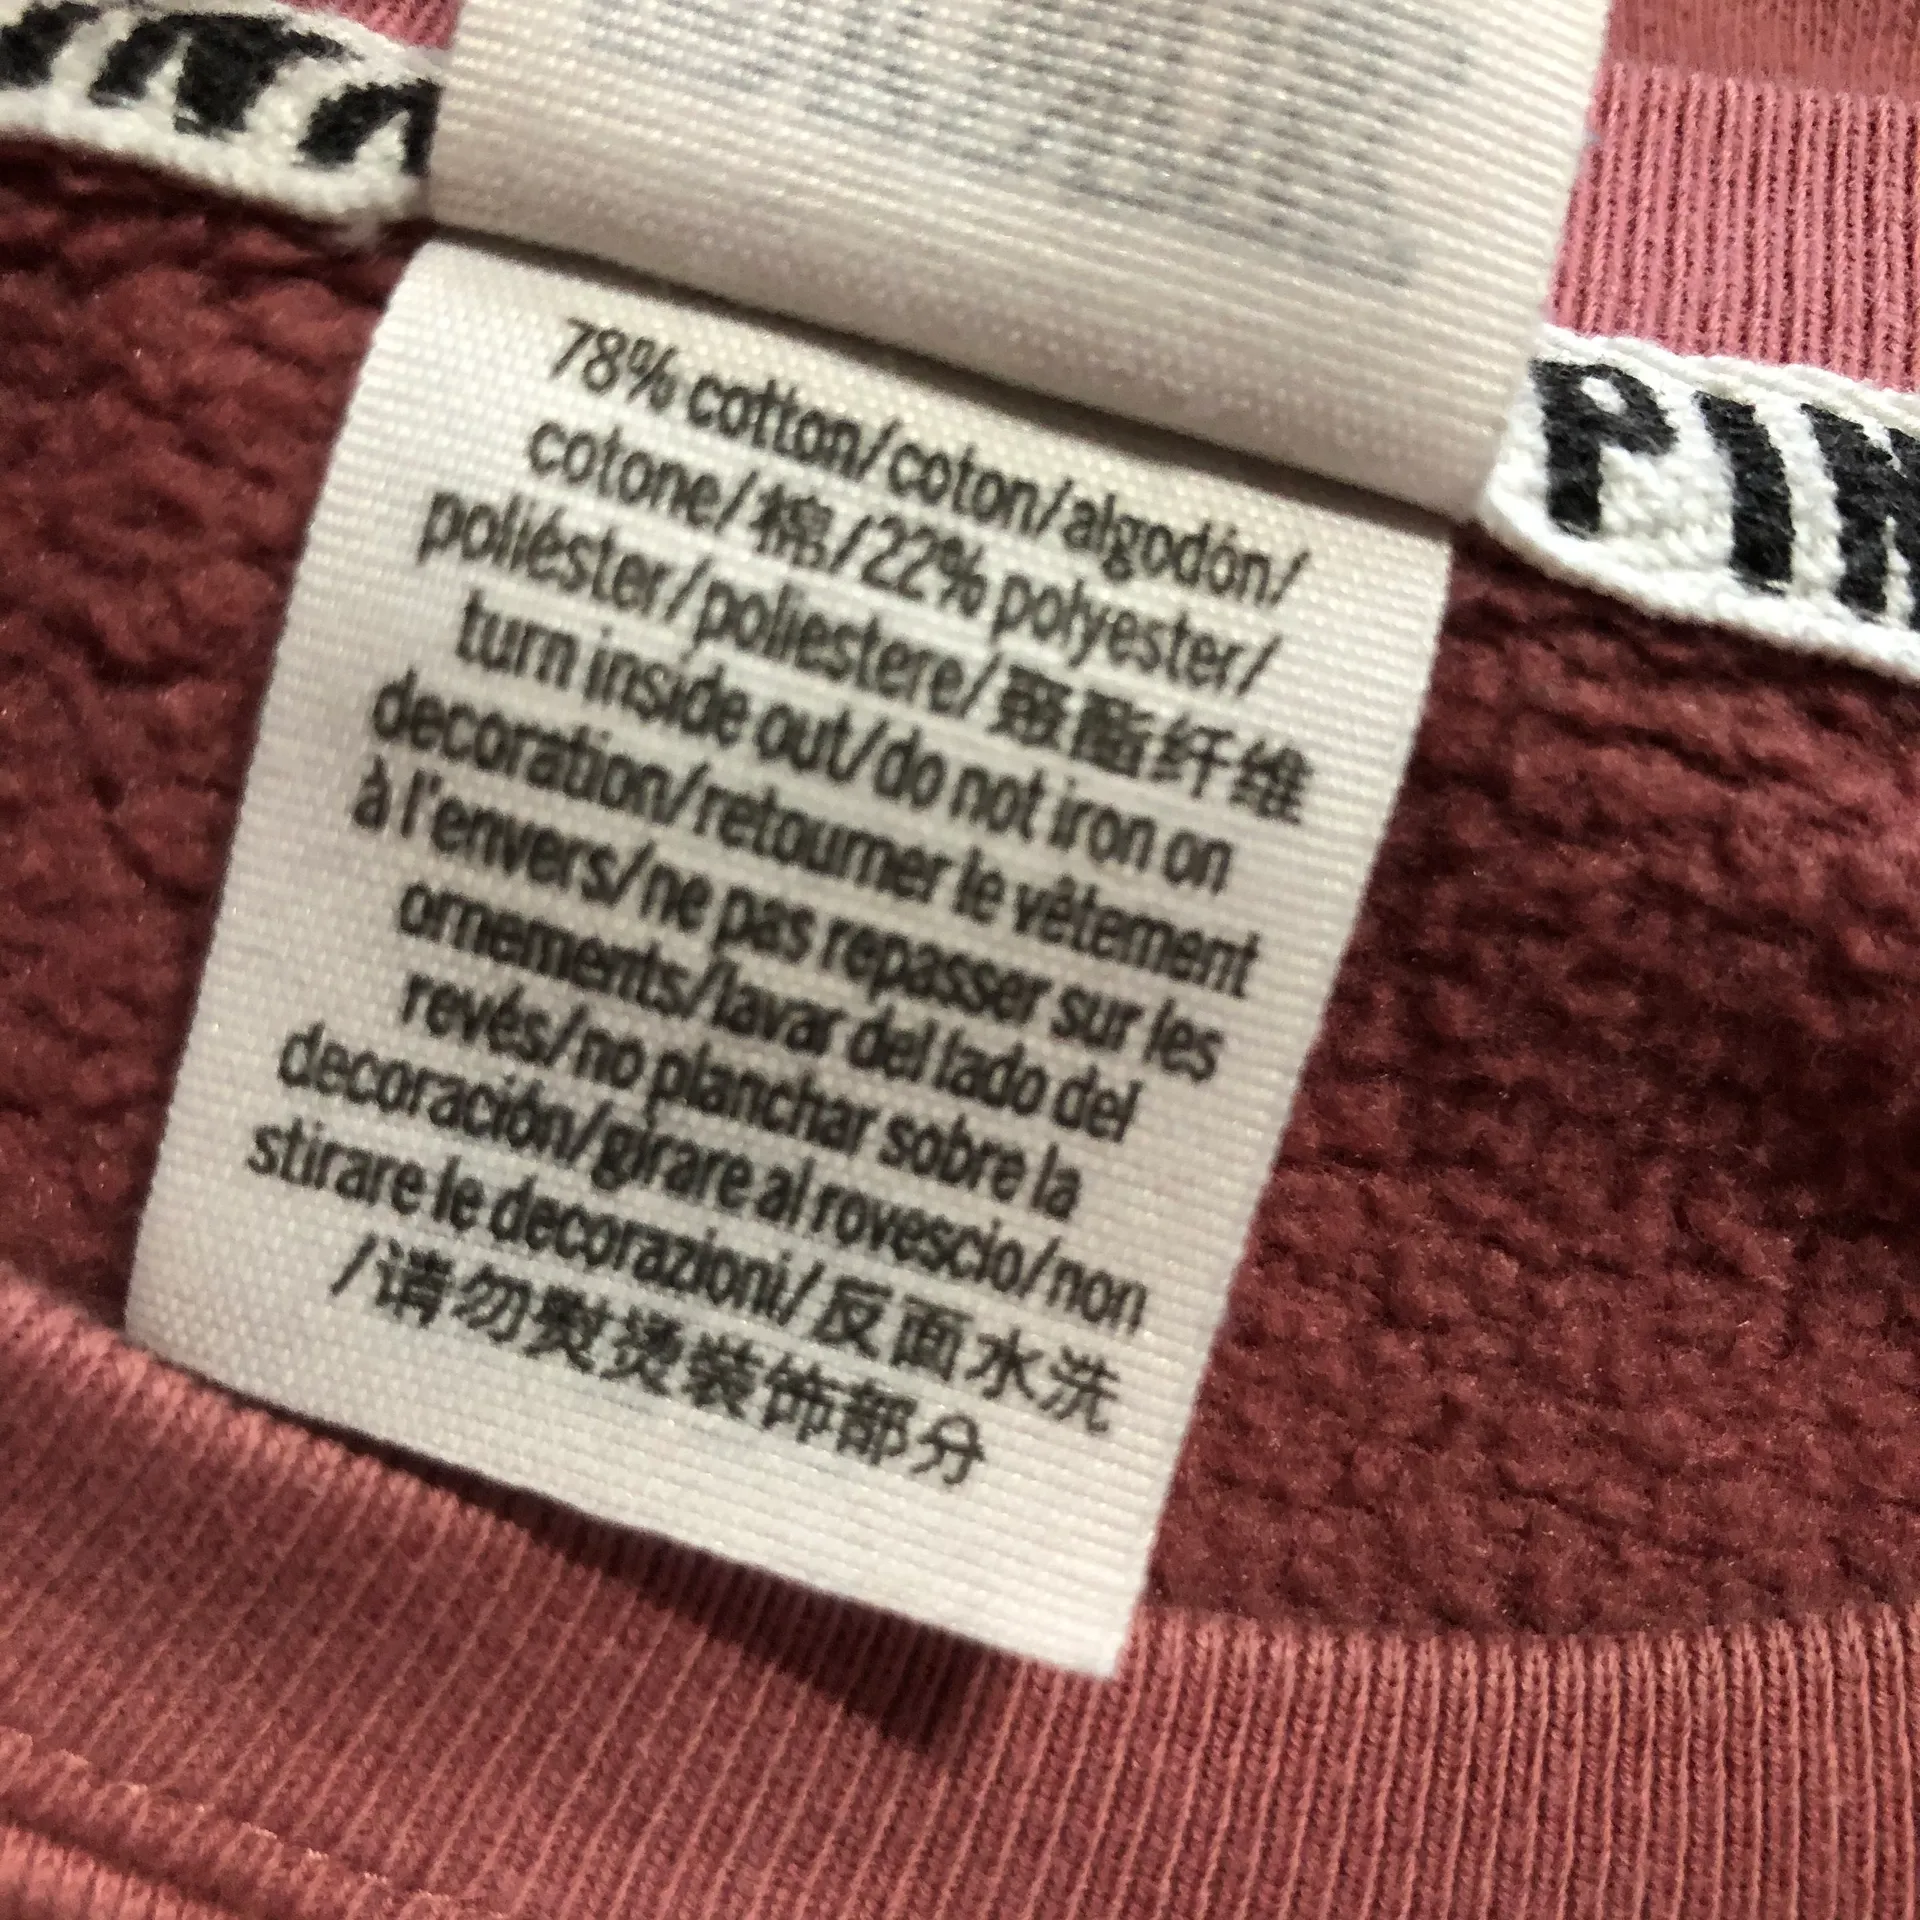 78% cotton/coton/algodón/
cotone/棉/22% polyester/
poliéster/poliestere/聚酯纤维
turn inside out/do not iron on
decoration/retourner le vêtement
à l'envers/ne pas repasser sur les
ornements/lavar del lado del
revés/no planchar sobre la
decoración/girare al rovescio/non
stirare le decorazioni/反面水洗
/请勿熨烫装饰部分
PIN